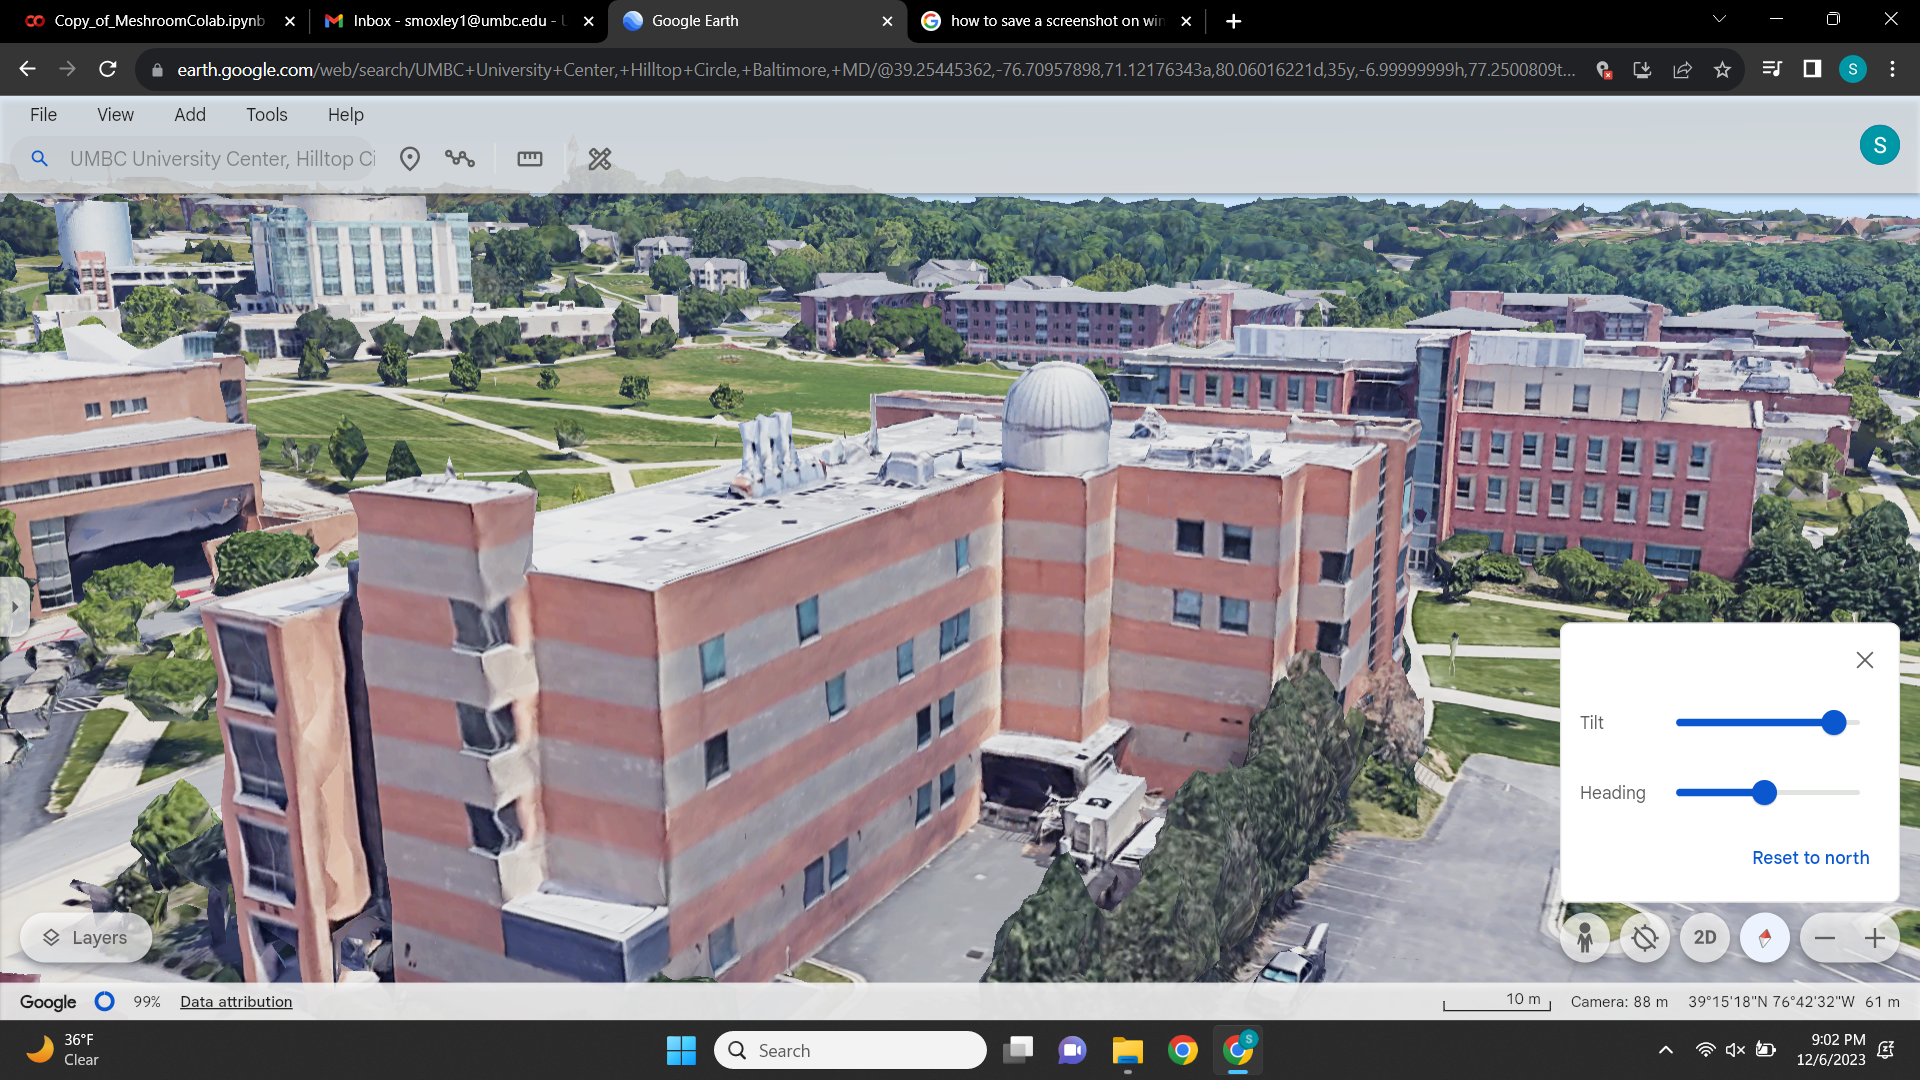 Copy_of_MeshroomColab.ipynb
Inbox - smoxley1@umbc.edu - U
Google Earth
how to save a screenshot on win
earth.google.com/web/search/UMBC+University+Center,+Hilltop+Circle,+Baltimore,+MD/@39.25445362,-76.70957898,71.12176343a,80.06016221d,35y,-6.99999999h,77.2500809t...
S
File View Add Tools Help
UMBC University Center, Hilltop Ci
S
Tilt
Heading
Reset to north
Layers
2D
Google 99% Data attribution
10 m Camera: 88 m 39°15'18"N 76°42'32"W 61 m
36°F
Clear
Search
S
9:02 PM
12/6/2023